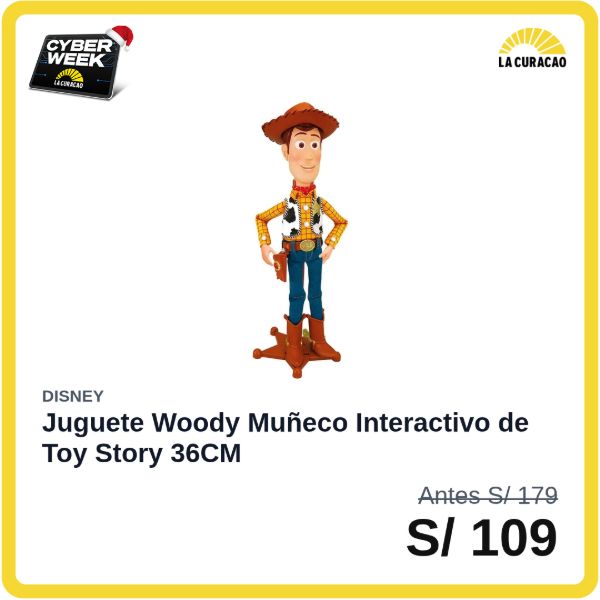 CYBER
WEEK
LA CURACAO
LA CURACAO
DISNEY
Juguete Woody Muñeco Interactivo de
Toy Story 36CM
Antes S/ 179
S/ 109